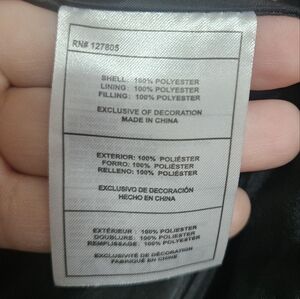 RN# 127805
SHELL: 100% POLYESTER
LINING: 100% POLYESTER
FILLING: 100% POLYESTER
EXCLUSIVE OF DECORATION
MADE IN CHINA
EXTERIOR: 100% POLIÉSTER
FORRO: 100% POLIÉSTER
RELLENO: 100% POLIÉSTER
EXCLUSIVO DE DECORACIÓN
HECHO EN CHINA
EXTÉRIEUR: 100% POLYESTER
DOUBLURE: 100% POLYESTER
REMPLISSAGE: 100% POLYESTER
EXCLUSIVITÉ DE DÉCORATION
FABRIQUÉ EN CHINE